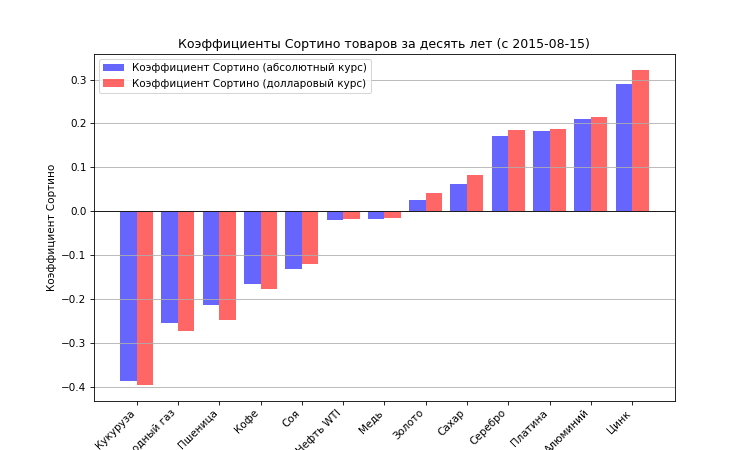 Коэффициенты Сортино товаров за десять лет (с 2015-08-15)
Коэффициент Сортино (абсолютный курс)
Коэффициент Сортино (долларовый курс)
Коэффициент Сортино
0.3
0.2
0.1
0.0
−0.1
−0.2
−0.3
−0.4
Кукуруза
одный газ
Пшеница
Кофе
Соя
Нефть WTI
Медь
Золото
Сахар
Серебро
Платина
Алюминий
Цинк